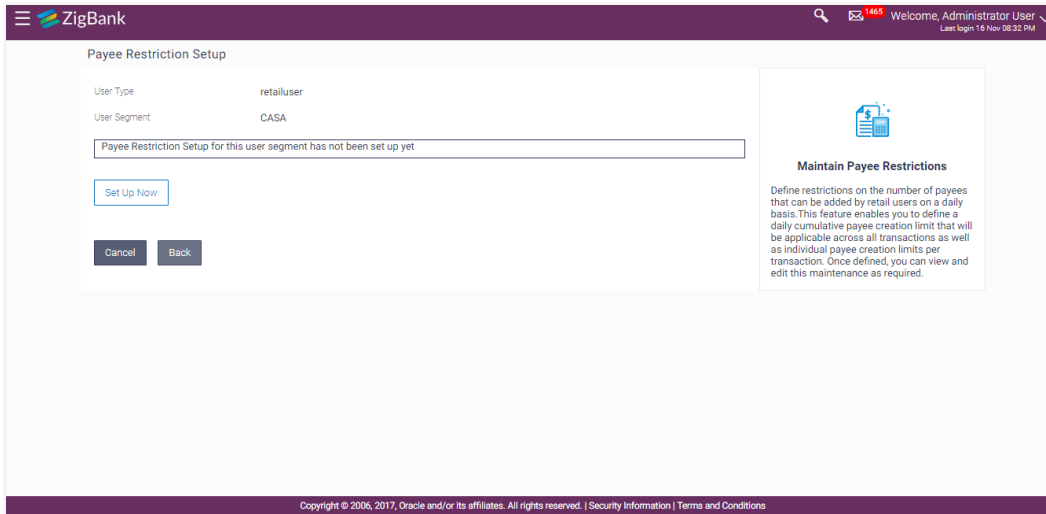 ZigBank
1465
Welcome, Administrator User
Last login 16 Nov 08:32 PM
Payee Restriction Setup
User Type retailuser
User Segment CASA
Payee Restriction Setup for this user segment has not been set up yet
Set Up Now
Cancel Back
$
Maintain Payee Restrictions
Define restrictions on the number of payees
that can be added by retail users on a daily
basis.This feature enables you to define a
daily cumulative payee creation limit that will
be applicable across all transactions as well
as individual payee creation limits per
transaction. Once defined, you can view and
edit this maintenance as required.
Copyright © 2006, 2017, Oracle and/or its affiliates. All rights reserved. | Security Information | Terms and Conditions